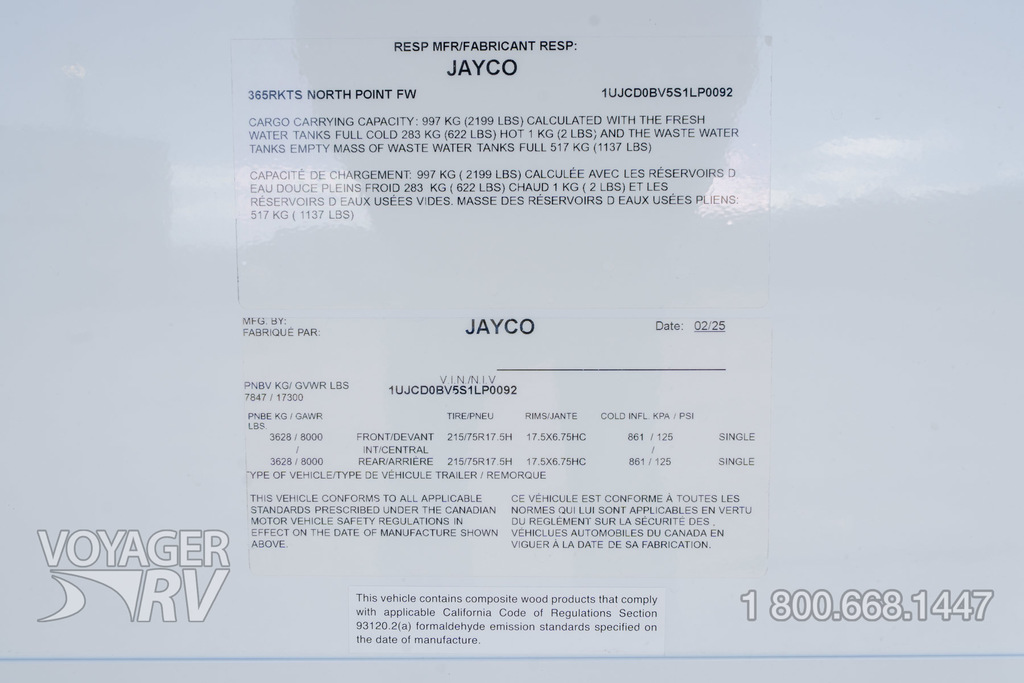 RESP MFR/FABRICANT RESP:
JAYCO
365RKTS NORTH POINT FW 1UJCD0BV5S1LP0092
CARGO CARRYING CAPACITY: 997 KG (2199 LBS) CALCULATED WITH THE FRESH
WATER TANKS FULL COLD 283 KG (622 LBS) HOT 1 KG (2 LBS) AND THE WASTE WATER
TANKS EMPTY MASS OF WASTE WATER TANKS FULL 517 KG (1137 LBS)
CAPACITÉ DE CHARGEMENT: 997 KG ( 2199 LBS) CALCULÉE AVEC LES RÉSERVOIRS D
EAU DOUCE PLEINS FROID 283 KG ( 622 LBS) CHAUD 1 KG ( 2 LBS) ET LES
RÉSERVOIRS D EAUX USÉES VIDES. MASSE DES RÉSERVOIRS D EAUX USÉES PLIENS:
517 KG ( 1137 LBS)
MFG. BY: JAYCO Date: 02/25
FABRIQUÉ PAR:
V.I.N/N.I.V
PNBV KG/ GVWR LBS 1UJCD0BV5S1LP0092
7847 / 17300
PNBE KG / GAWR TIRE/PNEU RIMS/JANTE COLD INFL. KPA / PSI
LBS.
3628 / 8000 FRONT/DEVANT 215/75R17.5H 17.5X6.75HC 861 / 125 SINGLE
/ INT/CENTRAL /
3628 / 8000 REAR/ARRIÈRE 215/75R17.5H 17.5X6.75HC 861 / 125 SINGLE
TYPE OF VEHICLE/TYPE DE VÉHICULE TRAILER / REMORQUE
THIS VEHICLE CONFORMS TO ALL APPLICABLE
STANDARDS PRESCRIBED UNDER THE CANADIAN
MOTOR VEHICLE SAFETY REGULATIONS IN
EFFECT ON THE DATE OF MANUFACTURE SHOWN
ABOVE.
CE VÉHICULE EST CONFORME À TOUTES LES
NORMES QUI LUI SONT APPLICABLES EN VERTU
DU REGLÉMENT SUR LA SÉCURITÉ DES ,
VÉHICLUES AUTOMOBILES DU CANADA EN
VIGUER À LA DATE DE SA FABRICATION.
This vehicle contains composite wood products that comply
with applicable California Code of Regulations Section
93120.2(a) formaldehyde emission standards specified on
the date of manufacture.
VOYAGER
RV
1 800.668.1447